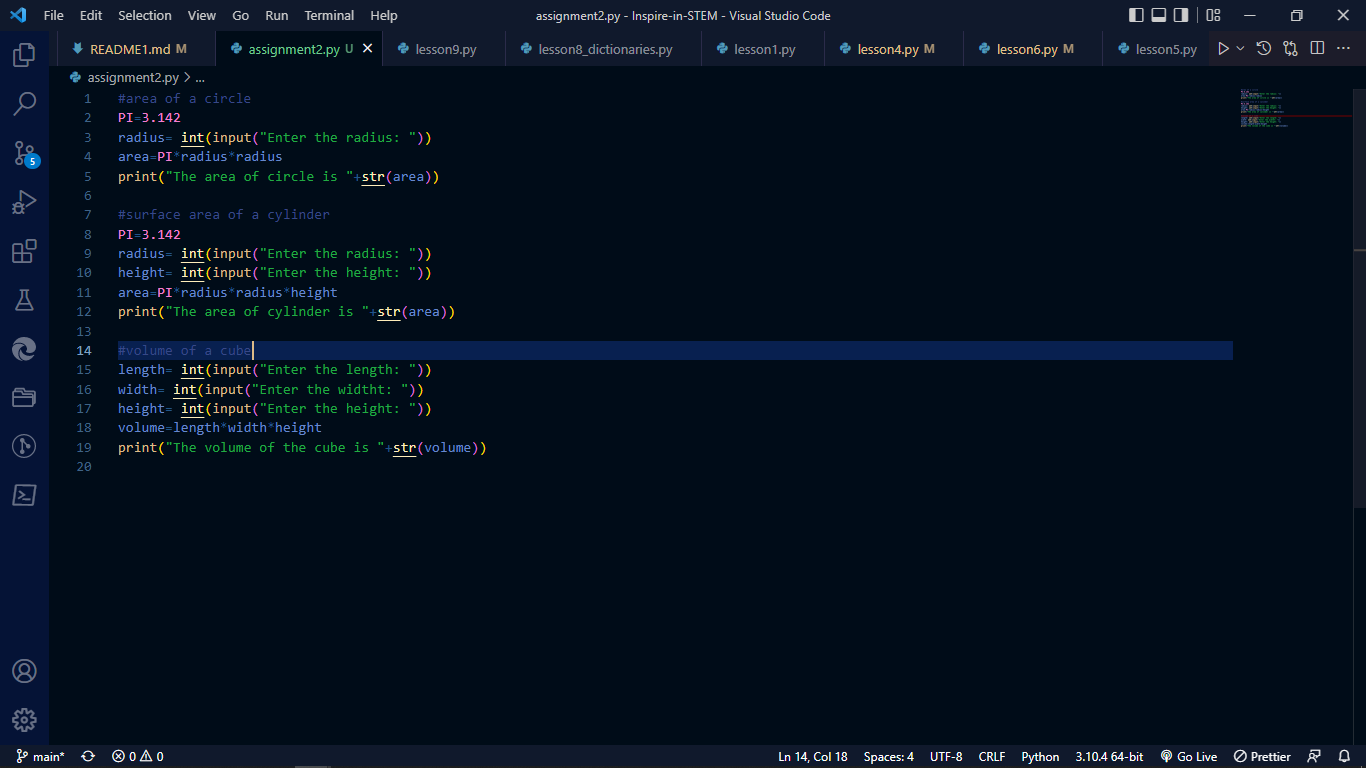 File Edit Selection View Go Run Terminal Help assignment2.py - Inspire-in-STEM - Visual Studio Code
README1.md M assignment2.py U lesson9.py lesson8_dictionaries.py lesson1.py lesson4.py M lesson6.py M lesson5.py
assignment2.py > ...
1 #area of a circle
2 PI=3.142
3 radius= int(input("Enter the radius: "))
4 area=PI*radius*radius
5 print("The area of circle is "+str(area))
6
7 #surface area of a cylinder
8 PI=3.142
9 radius= int(input("Enter the radius: "))
10 height= int(input("Enter the height: "))
11 area=PI*radius*radius*height
12 print("The area of cylinder is "+str(area))
13
14 #volume of a cube
15 length= int(input("Enter the length: "))
16 width= int(input("Enter the widtht: "))
17 height= int(input("Enter the height: "))
18 volume=length*width*height
19 print("The volume of the cube is "+str(volume))
20
5
main* 0 0 Ln 14, Col 18 Spaces: 4 UTF-8 CRLF Python 3.10.4 64-bit Go Live Prettier